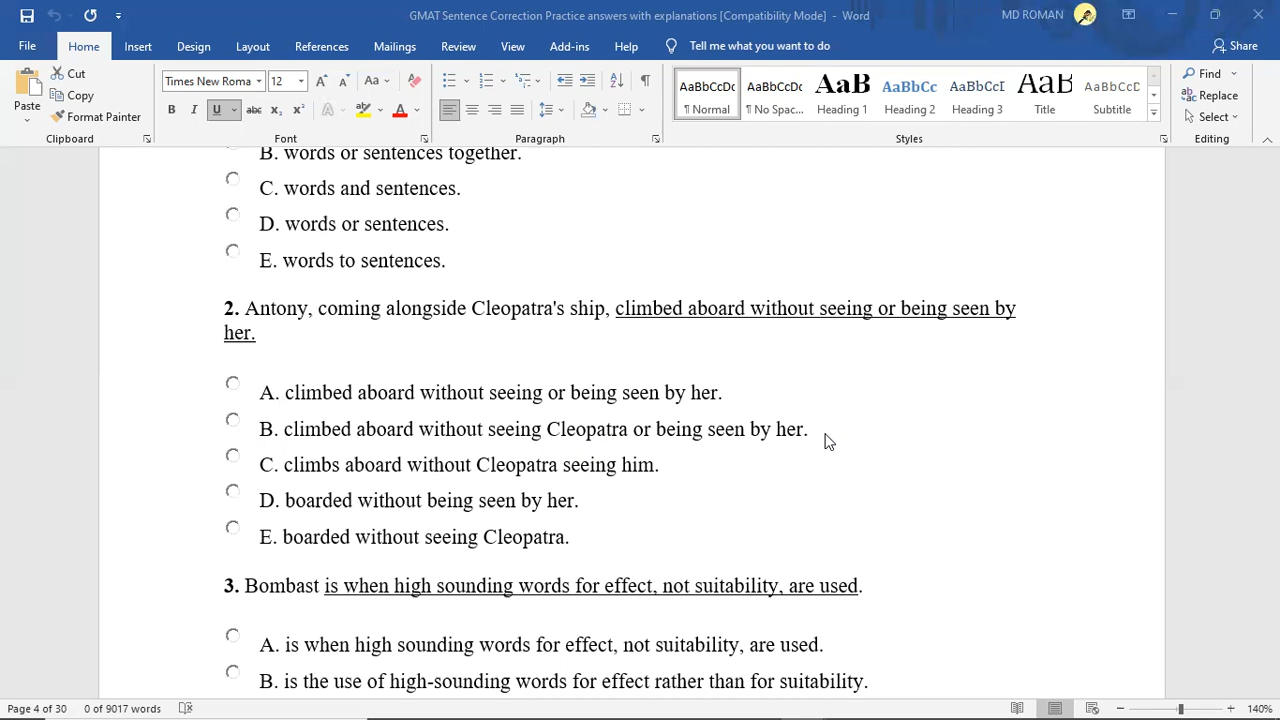 GMAT Sentence Correction Practice answers with explanations [Compatibility Mode] - Word
MD ROMAN
File Home Insert Design Layout References Mailings Review View Add-ins Help Tell me what you want to do Share
Paste
Cut
Copy
Format Painter
Clipboard
Times New Roma 12
Font
Paragraph
AaBbCcDc AaBbCcDc AaB AaBbCc AaBbCcI AaB AaBbCcD
¶ Normal ¶ No Spac... Heading 1 Heading 2 Heading 3 Title Subtitle
Styles
Find
Replace
Select
Editing
B. words or sentences together.
C. words and sentences.
D. words or sentences.
E. words to sentences.
2. Antony, coming alongside Cleopatra's ship, climbed aboard without seeing or being seen by
her.
A. climbed aboard without seeing or being seen by her.
B. climbed aboard without seeing Cleopatra or being seen by her.
C. climbs aboard without Cleopatra seeing him.
D. boarded without being seen by her.
E. boarded without seeing Cleopatra.
3. Bombast is when high sounding words for effect, not suitability, are used.
A. is when high sounding words for effect, not suitability, are used.
B. is the use of high-sounding words for effect rather than for suitability.
Page 4 of 30 0 of 9017 words 140%